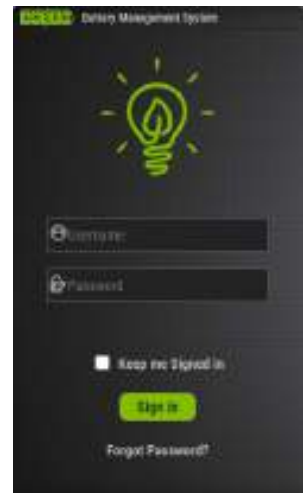 Battery Management System
Username
Password
Keep me Signed in
Sign in
Forgot Password?